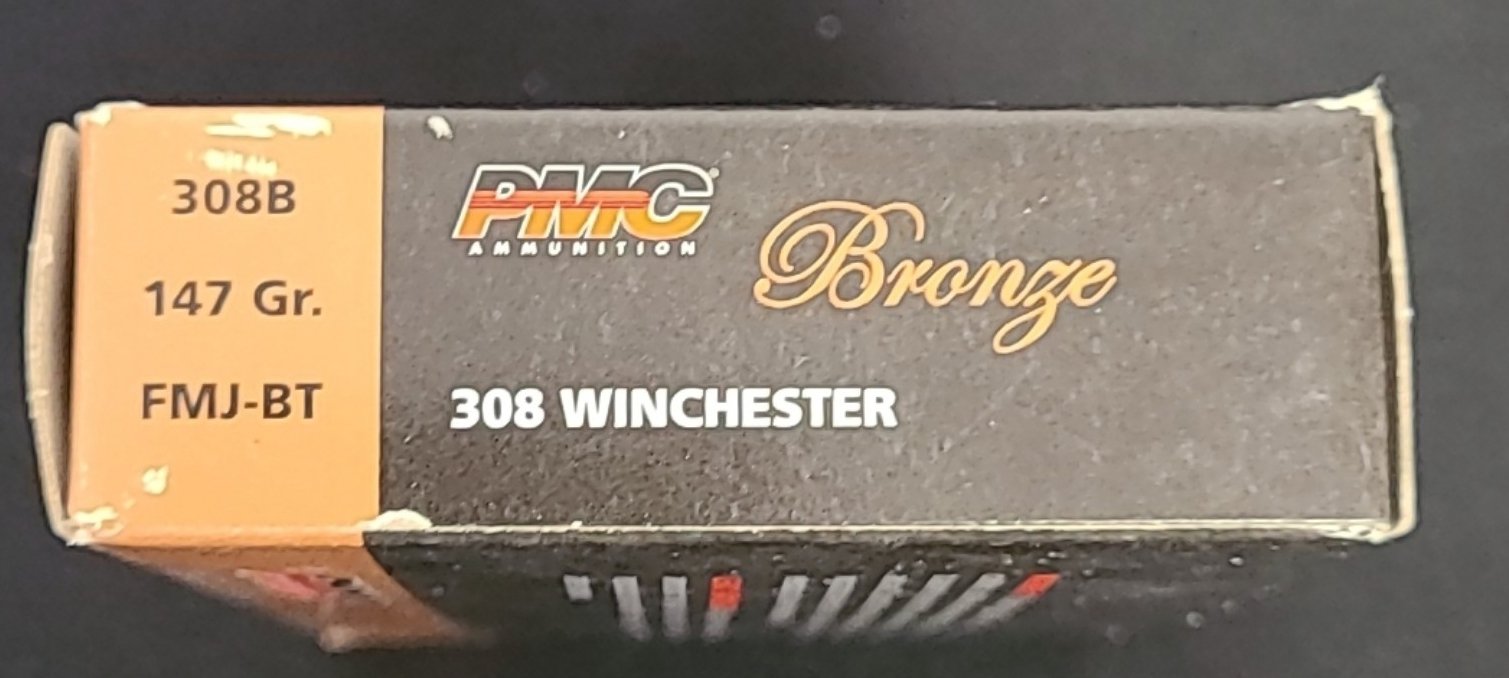 308B
147 Gr.
FMJ-BT
PMC®
AMMUNITION
Bronze
308 WINCHESTER